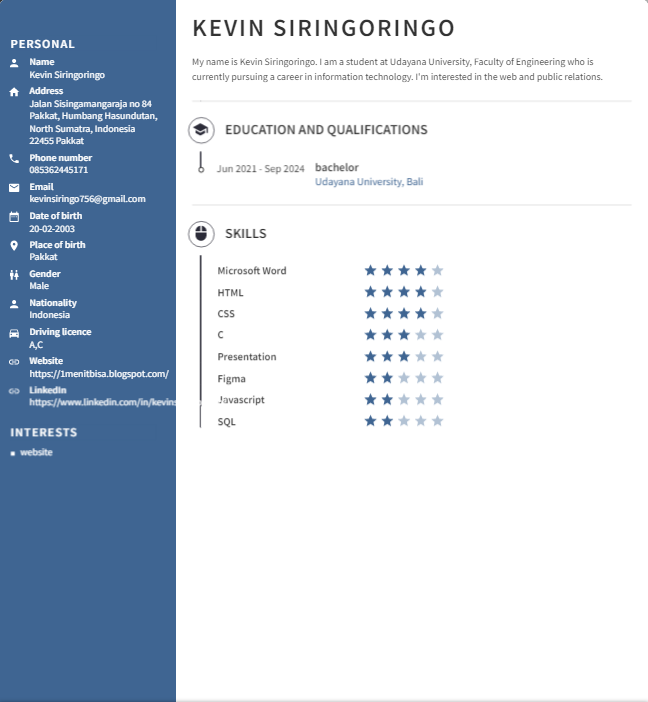 PERSONAL
Name
Kevin Siringoringo
Address
Jalan Sisingamangaraja no 84
Pakkat, Humbang Hasundutan,
North Sumatra, Indonesia
22455 Pakkat
Phone number
085362445171
Email
kevinsiringo756@gmail.com
Date of birth
20-02-2003
Place of birth
Pakkat
Gender
Male
Nationality
Indonesia
Driving licence
A,C
Website
https://1menitbisa.blogspot.com/
LinkedIn
https://www.linkedin.com/in/kevins
INTERESTS
website
KEVIN SIRINGORINGO
My name is Kevin Siringoringo. I am a student at Udayana University, Faculty of Engineering who is
currently pursuing a career in information technology. I'm interested in the web and public relations.
EDUCATION AND QUALIFICATIONS
Jun 2021 - Sep 2024 bachelor
Udayana University, Bali
SKILLS
Microsoft Word
HTML
CSS
C
Presentation
Figma
Javascript
SQL